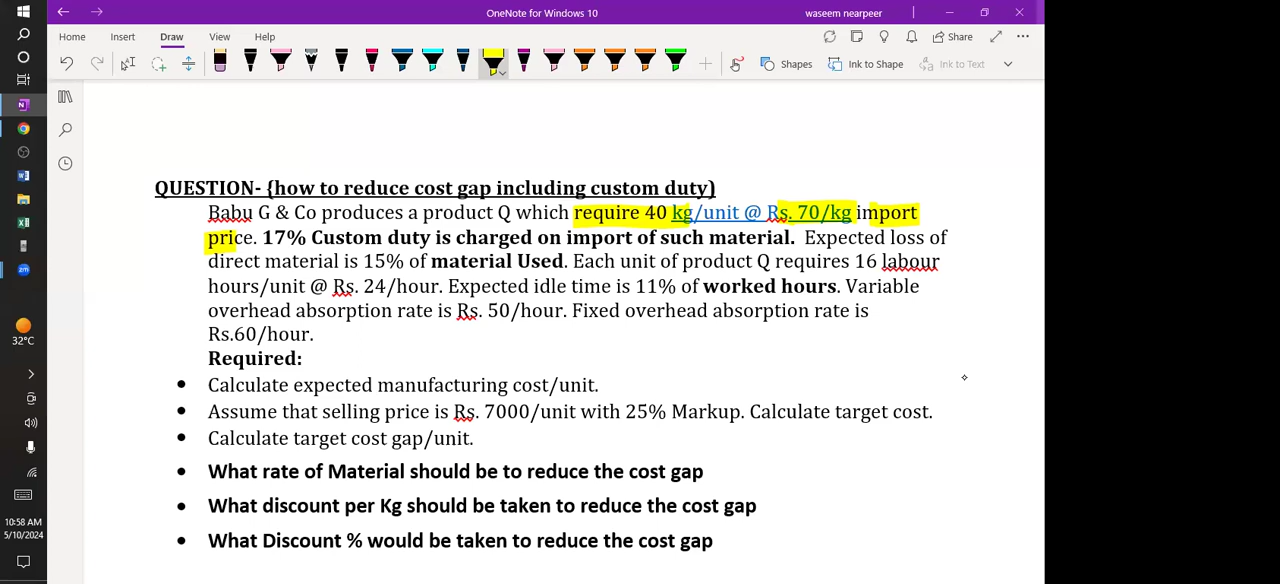 OneNote for Windows 10
waseem nearpeer
Home Insert Draw View Help
Share
Shapes
Ink to Shape
Ink to Text
QUESTION- {how to reduce cost gap including custom duty)
Babu G & Co produces a product Q which require 40 kg/unit @ Rs. 70/kg import
price. 17% Custom duty is charged on import of such material. Expected loss of
direct material is 15% of material Used. Each unit of product Q requires 16 labour
hours/unit @ Rs. 24/hour. Expected idle time is 11% of worked hours. Variable
overhead absorption rate is Rs. 50/hour. Fixed overhead absorption rate is
Rs.60/hour.
Required:
• Calculate expected manufacturing cost/unit.
• Assume that selling price is Rs. 7000/unit with 25% Markup. Calculate target cost.
• Calculate target cost gap/unit.
• What rate of Material should be to reduce the cost gap
• What discount per Kg should be taken to reduce the cost gap
• What Discount % would be taken to reduce the cost gap
32°C
10:58 AM
5/10/2024